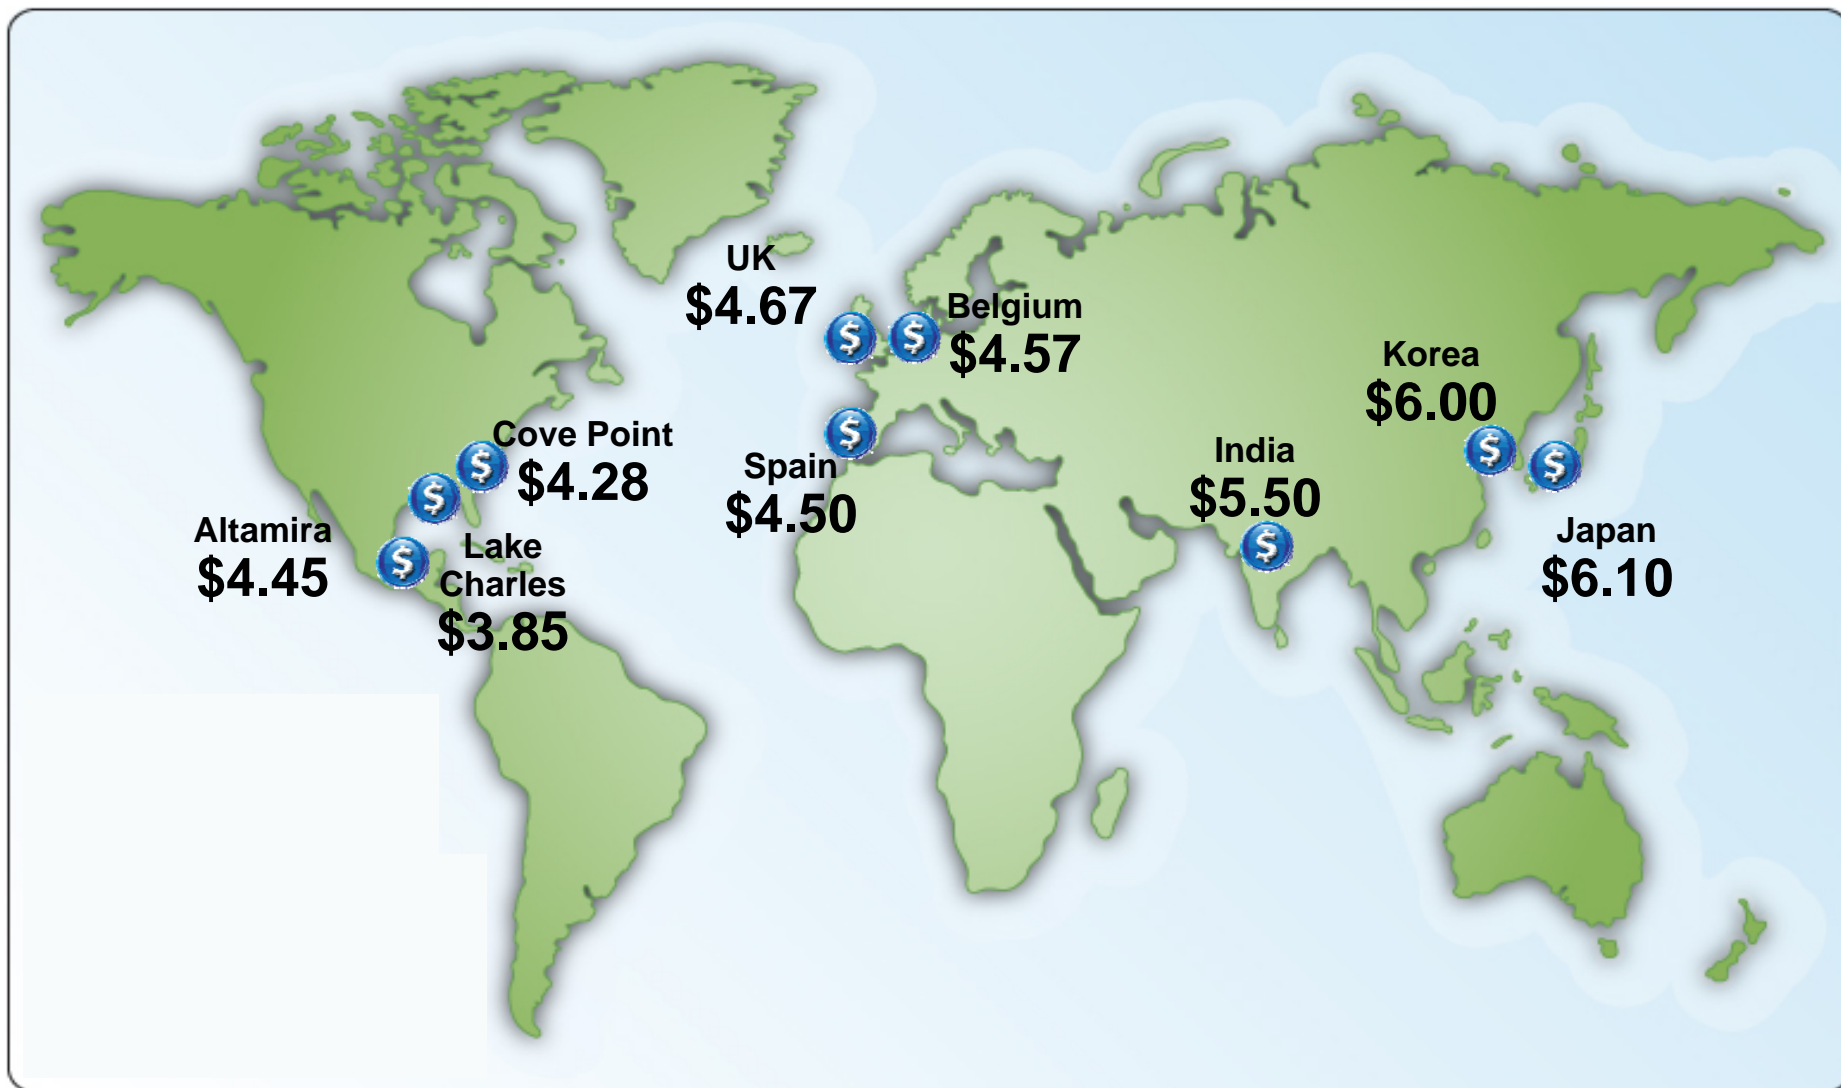 UK
$4.67
Belgium
$4.57
Korea
$6.00
Cove Point
$4.28
Spain
$4.50
India
$5.50
Altamira
$4.45
Lake
Charles
$3.85
Japan
$6.10